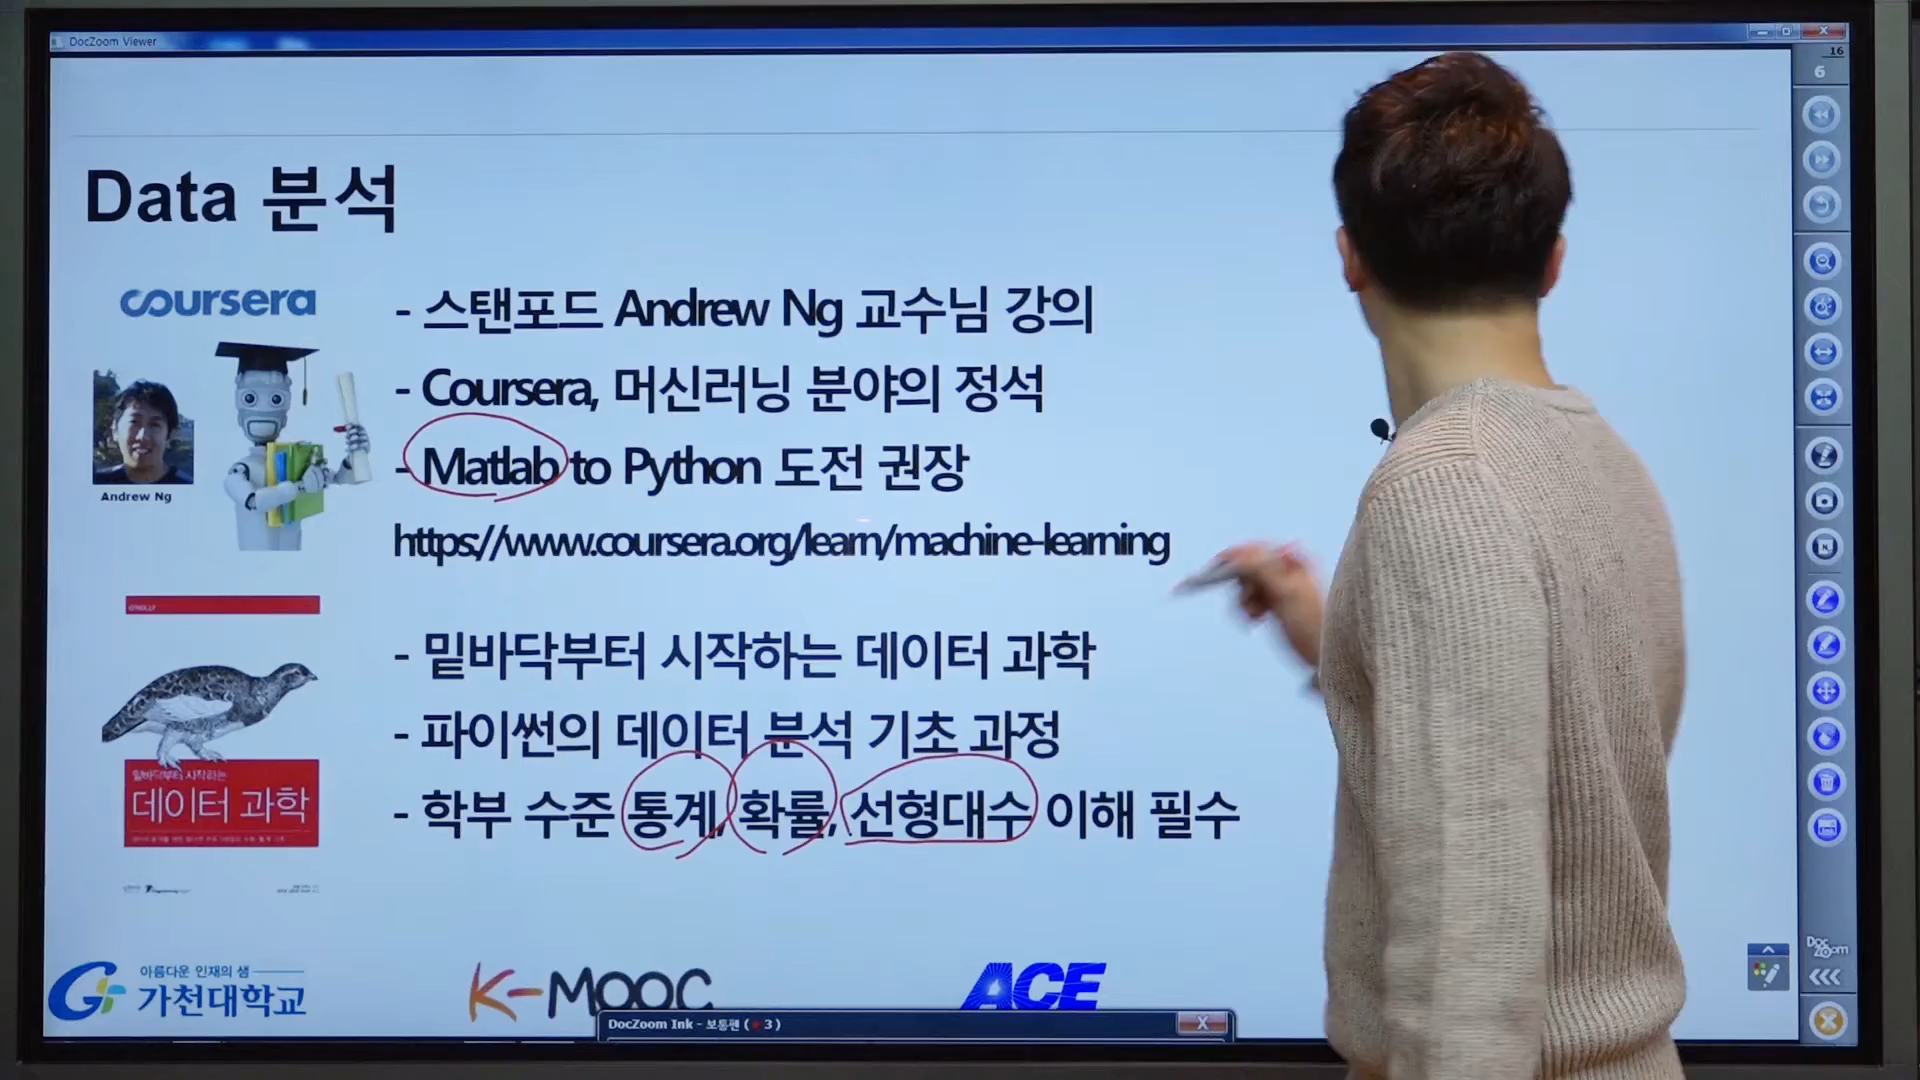 DocZoom Viewer
16
6
Data 분석
coursera
- 스탠포드 Andrew Ng 교수님 강의
- Coursera, 머신러닝 분야의 정석
- Matlab to Python 도전 권장
Andrew Ng
https://www.coursera.org/learn/machine-learning
O'REILLY
- 밑바닥부터 시작하는 데이터 과학
- 파이썬의 데이터 분석 기초 과정
- 학부 수준 통계, 확률, 선형대수 이해 필수
밑바닥부터 시작하는
데이터 과학
아름다운 인재의 샘
가천대학교
K-MOOC
ACE
DocZoom Ink - 보통펜 ( 3 )
X
DocZoom